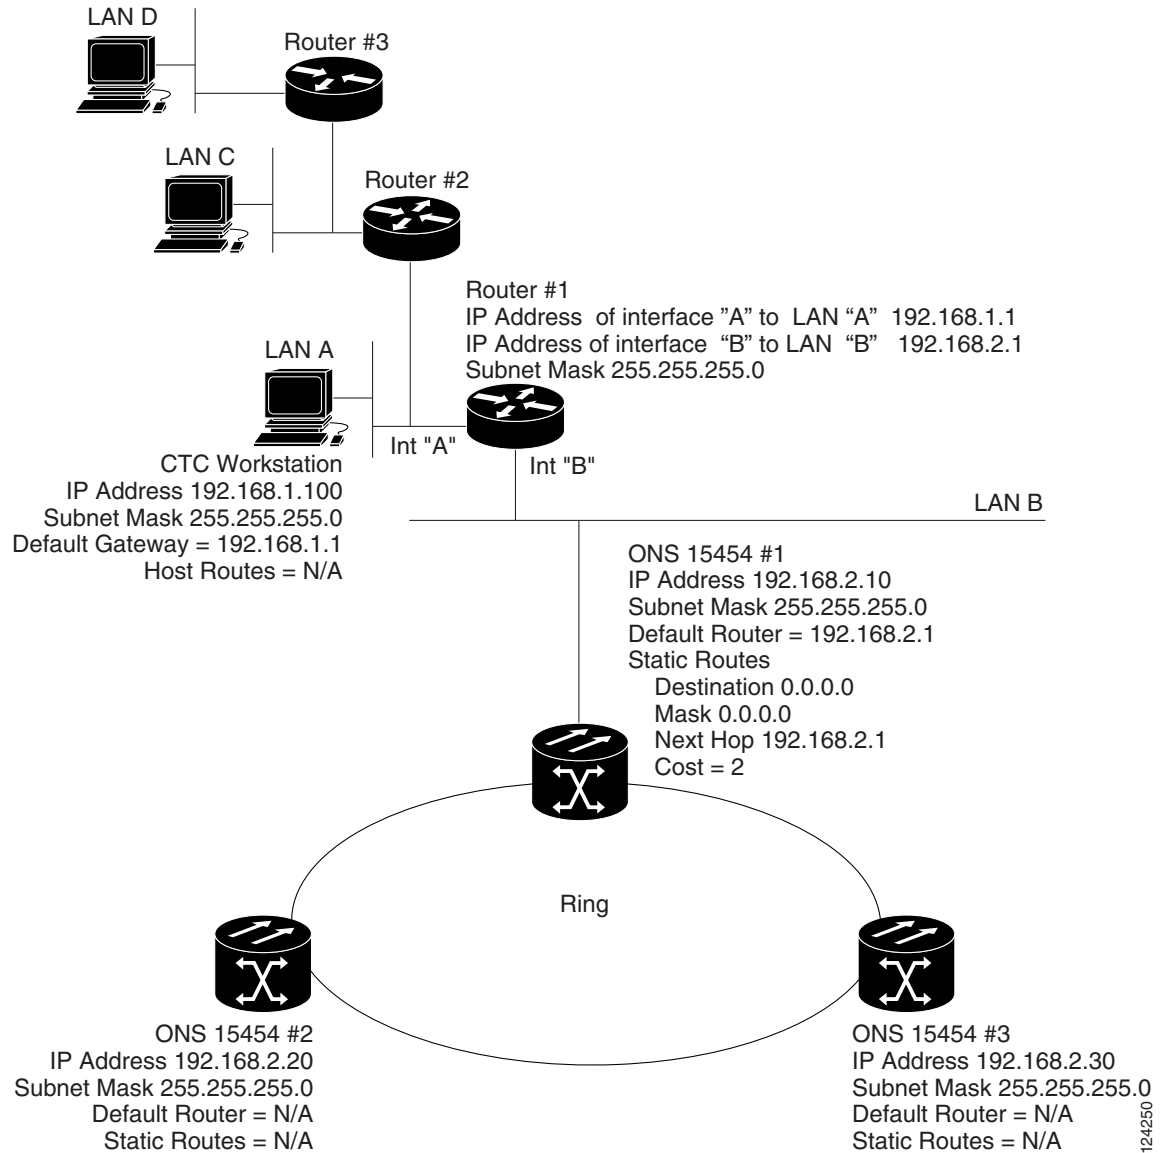 LAN D
Router #3
LAN C
Router #2
Router #1
IP Address  of interface ”A” to  LAN “A”  192.168.1.1
IP Address of interface  “B” to LAN  “B”   192.168.2.1
Subnet Mask 255.255.255.0
LAN A
Int "A"
Int "B"
CTC Workstation
IP Address 192.168.1.100
Subnet Mask 255.255.255.0
Default Gateway = 192.168.1.1
Host Routes = N/A
LAN B
ONS 15454 #1
IP Address 192.168.2.10
Subnet Mask 255.255.255.0
Default Router = 192.168.2.1
Static Routes
Destination 0.0.0.0
Mask 0.0.0.0
Next Hop 192.168.2.1
Cost = 2
Ring
ONS 15454 #2
IP Address 192.168.2.20
Subnet Mask 255.255.255.0
Default Router = N/A
Static Routes = N/A
ONS 15454 #3
IP Address 192.168.2.30
Subnet Mask 255.255.255.0
Default Router = N/A
Static Routes = N/A
124250